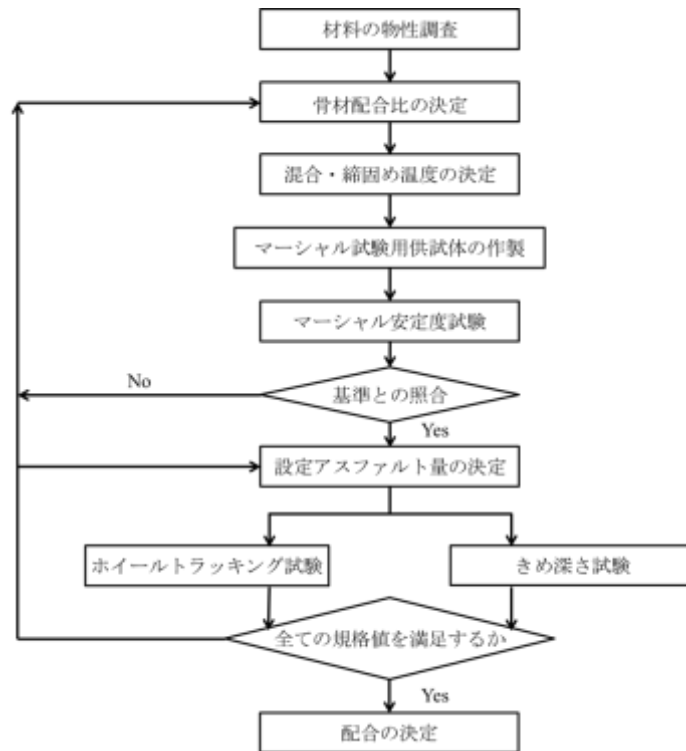 材料の物性調査
骨材配合比の決定
混合・締固め温度の決定
マーシャル試験用供試体の作製
マーシャル安定度試験
No
基準との照合
Yes
設定アスファルト量の決定
ホイールトラッキング試験
きめ深さ試験
全ての規格値を満足するか
Yes
配合の決定